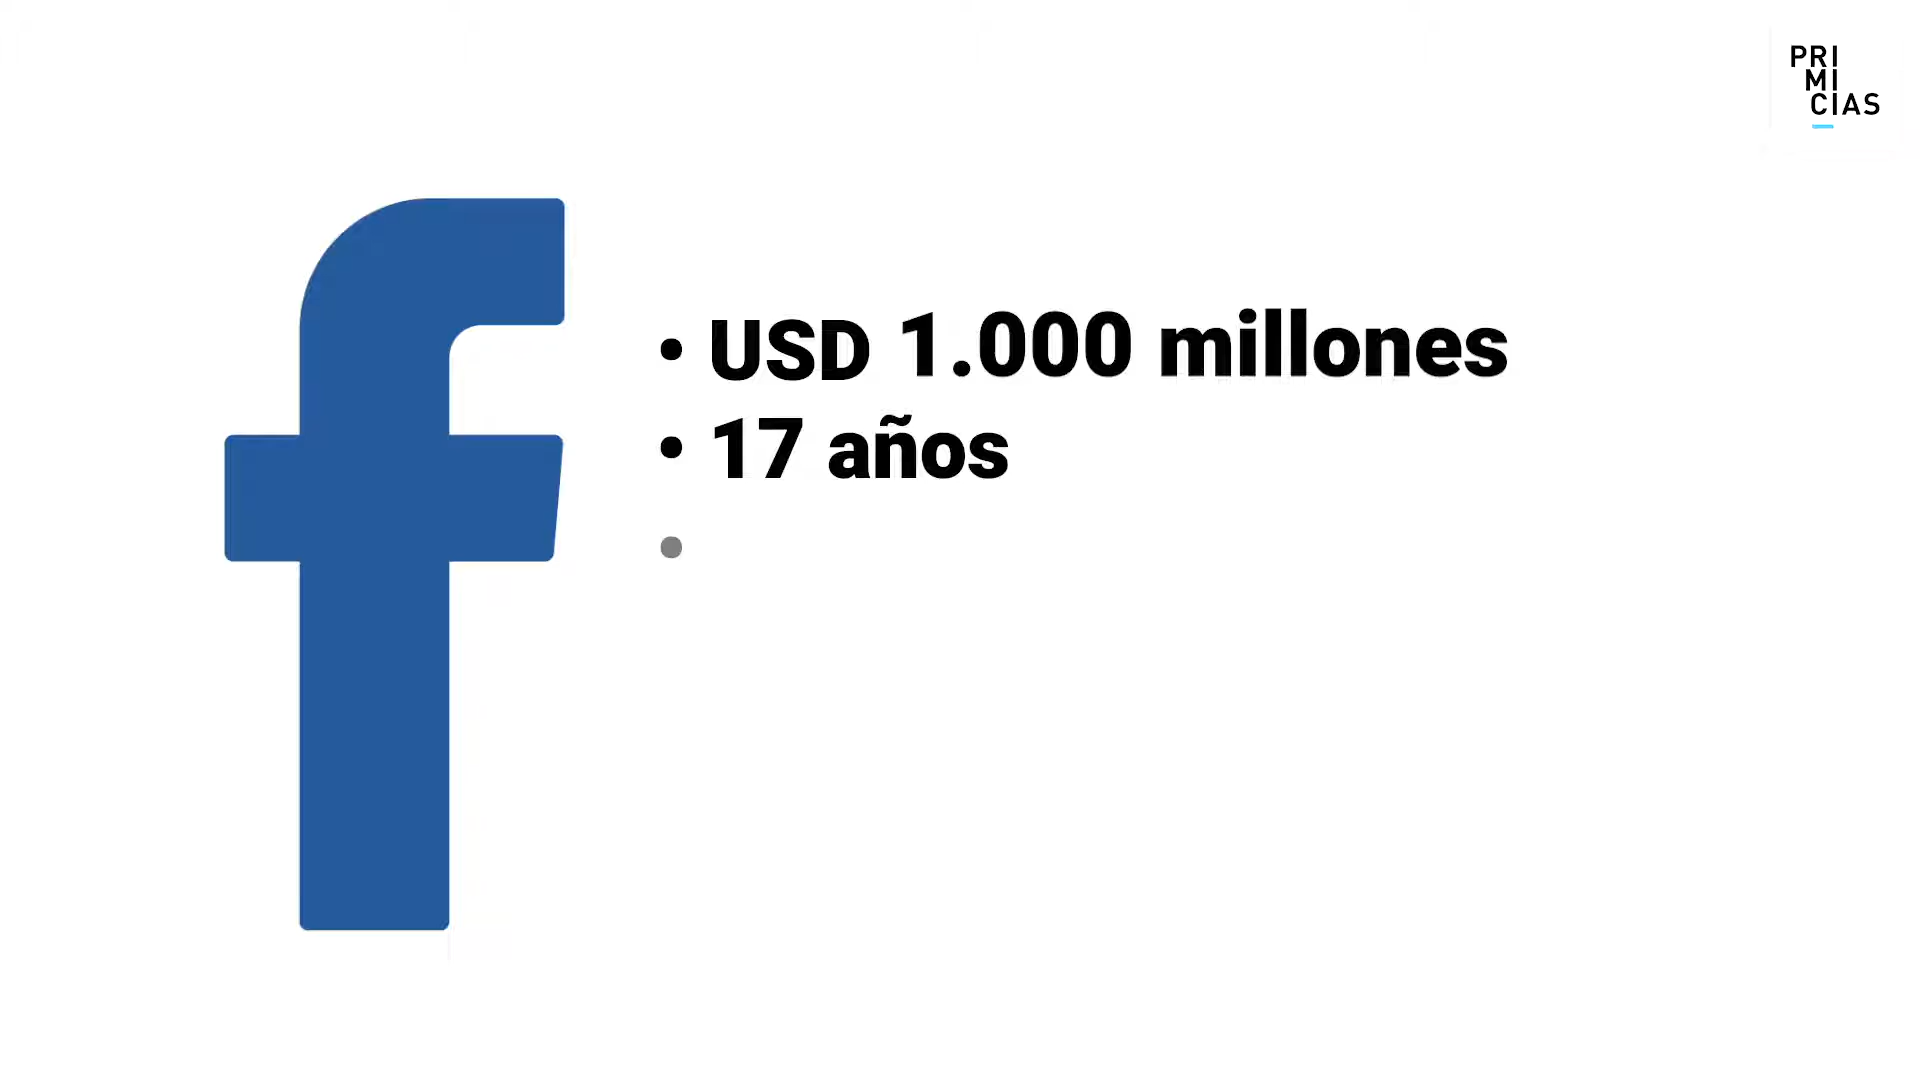 PRI
MI
CIAS
• USD 1.000 millones
• 17 años
•